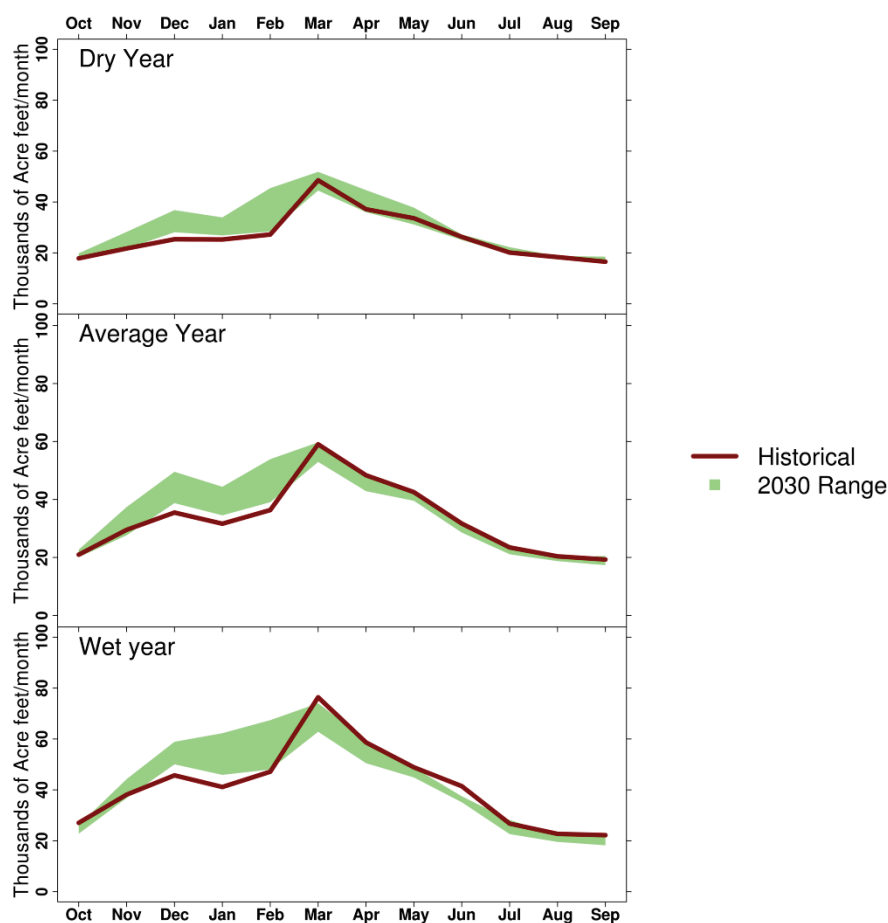 Oct Nov Dec Jan Feb Mar Apr May Jun Jul Aug Sep
Dry Year
Thousands of Acre feet/month
100
80
60
40
20
0
Average Year
Thousands of Acre feet/month
100
80
60
40
20
0
Historical
2030 Range
Wet year
Thousands of Acre feet/month
100
80
60
40
20
0
Oct Nov Dec Jan Feb Mar Apr May Jun Jul Aug Sep